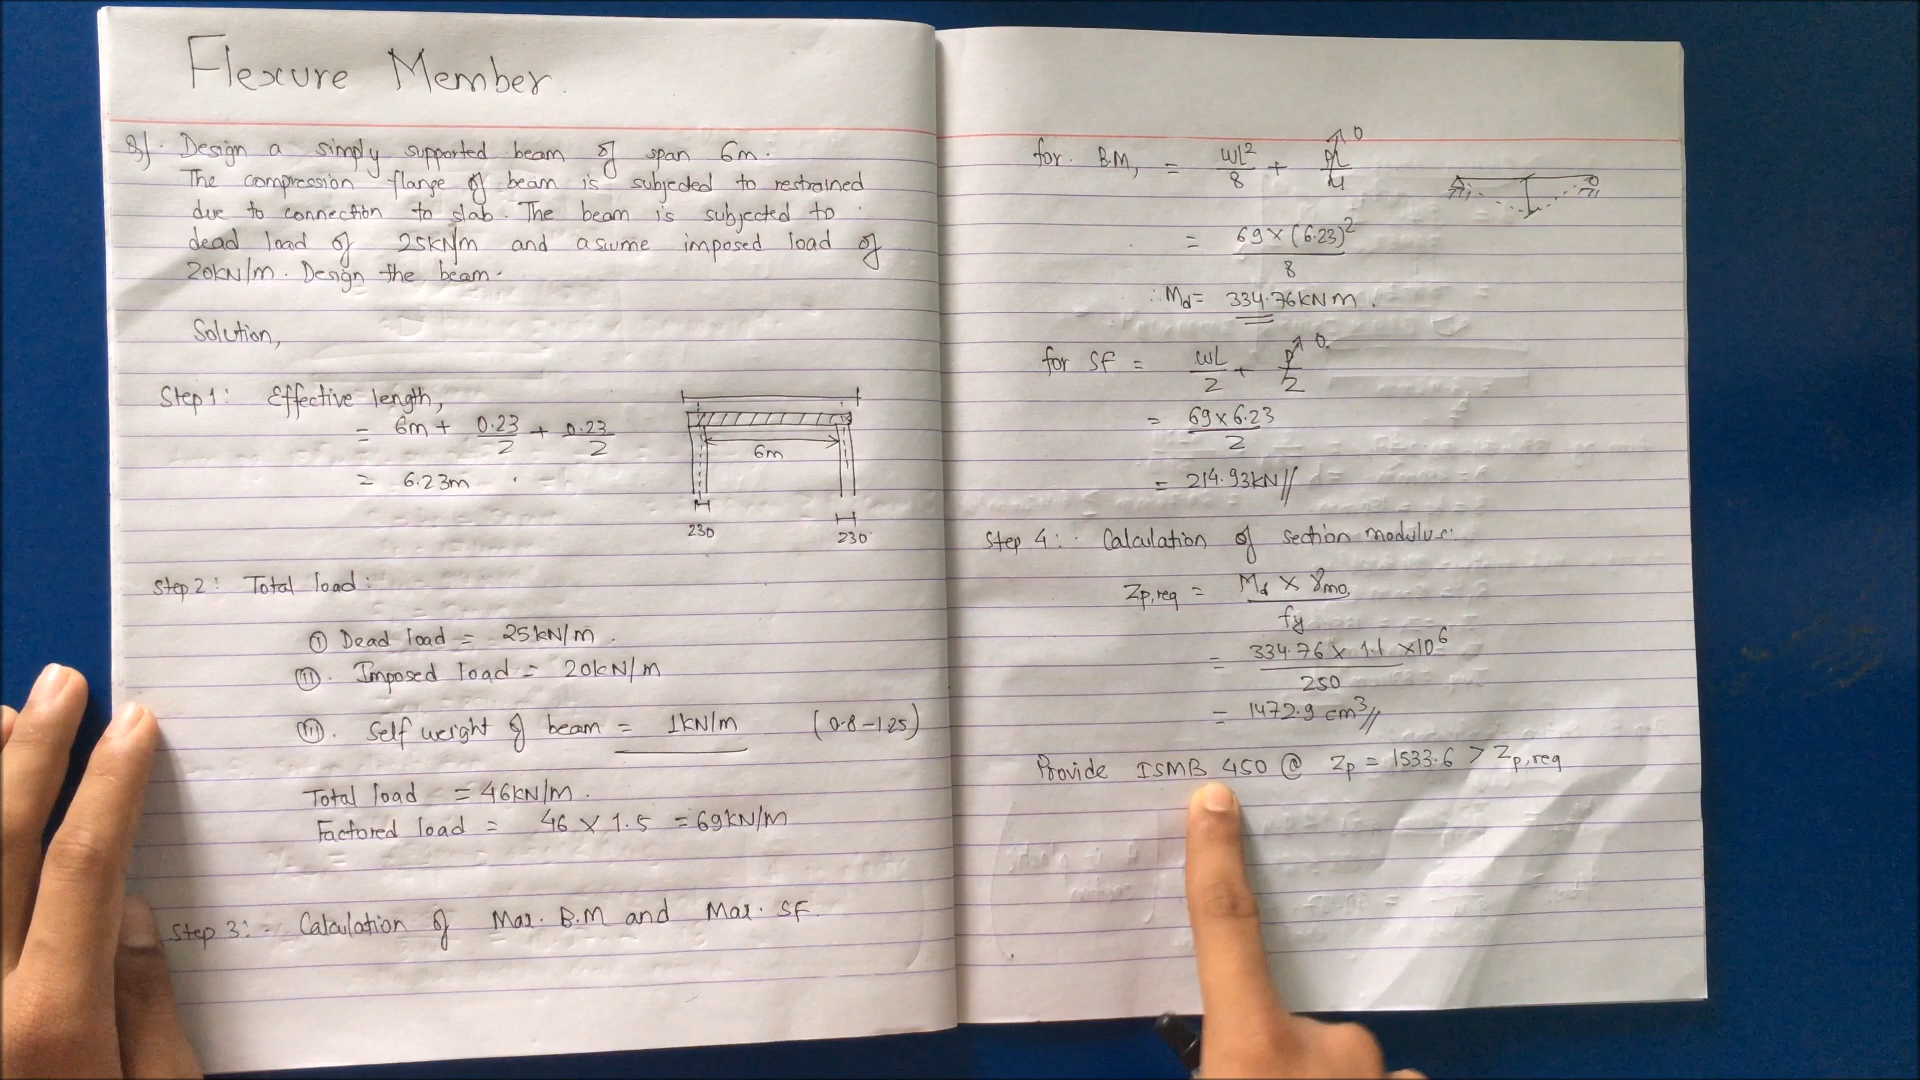 Flexure Member.
Q). Design a simply supported beam of span 6m.
The compression flange of beam is subjected to restrained
due to connection to slab. The beam is subjected to
dead load of 25kN/m and assume imposed load of
20kN/m. Design the beam.
Solution,
Step 1: Effective length,
= 6m + 0.23/2 + 0.23/2
= 6.23m
6m
230
230
Step 2: Total load:
(i) Dead load = 25kN/m.
(ii). Imposed load = 20kN/m
(iii). Self weight of beam = 1kN/m (0.8-1.25)
Total load = 46kN/m.
Factored load = 46 x 1.5 = 69kN/m
Step 3:- Calculation of Max. B.M and Max. SF.
for B.M, = wL²/8 + PL/4 0
= 69 x (6.23)²/8
∴ Md = 334.76kNm.
for SF = wL/2 + P/2 0
= 69x6.23/2
= 214.93kN//
Step 4:. Calculation of section modulus:
Zp,req = Md x γmo/fy
= 334.76 x 1.1 x10⁶/250
= 1472.9 cm³//
Provide ISMB 450 @ Zp = 1533.6 > Zp,req